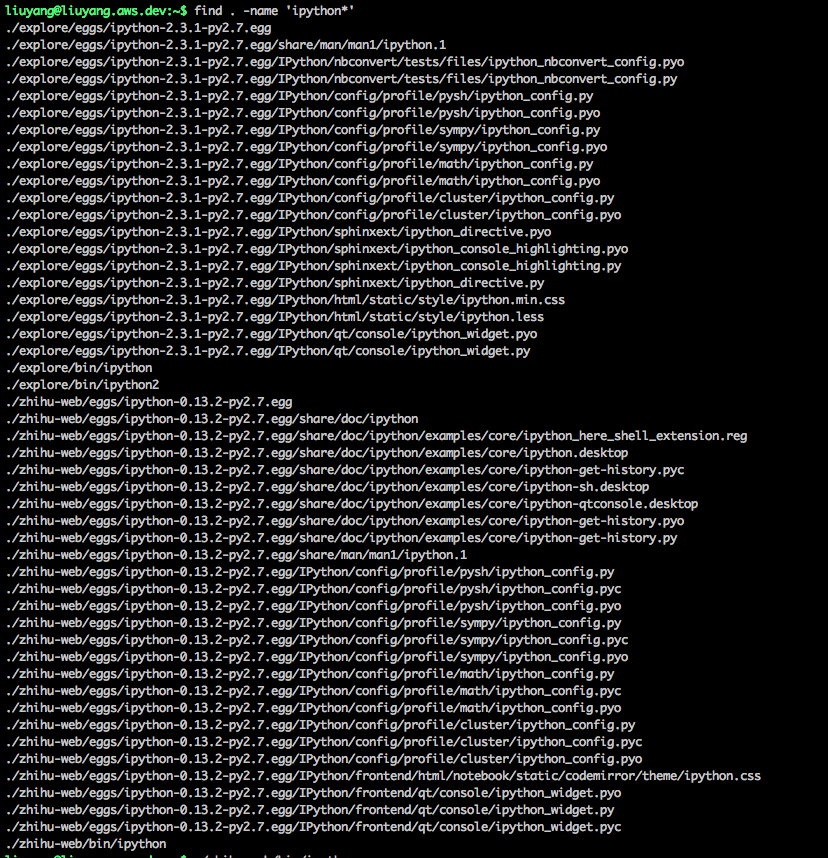 liuyang@liuyang.aws.dev:~$ find . -name 'ipython*'
./explore/eggs/ipython-2.3.1-py2.7.egg
./explore/eggs/ipython-2.3.1-py2.7.egg/share/man/man1/ipython.1
./explore/eggs/ipython-2.3.1-py2.7.egg/IPython/nbconvert/tests/files/ipython_nbconvert_config.pyo
./explore/eggs/ipython-2.3.1-py2.7.egg/IPython/nbconvert/tests/files/ipython_nbconvert_config.py
./explore/eggs/ipython-2.3.1-py2.7.egg/IPython/config/profile/pysh/ipython_config.py
./explore/eggs/ipython-2.3.1-py2.7.egg/IPython/config/profile/pysh/ipython_config.pyo
./explore/eggs/ipython-2.3.1-py2.7.egg/IPython/config/profile/sympy/ipython_config.py
./explore/eggs/ipython-2.3.1-py2.7.egg/IPython/config/profile/sympy/ipython_config.pyo
./explore/eggs/ipython-2.3.1-py2.7.egg/IPython/config/profile/math/ipython_config.py
./explore/eggs/ipython-2.3.1-py2.7.egg/IPython/config/profile/math/ipython_config.pyo
./explore/eggs/ipython-2.3.1-py2.7.egg/IPython/config/profile/cluster/ipython_config.py
./explore/eggs/ipython-2.3.1-py2.7.egg/IPython/config/profile/cluster/ipython_config.pyo
./explore/eggs/ipython-2.3.1-py2.7.egg/IPython/sphinxext/ipython_directive.pyo
./explore/eggs/ipython-2.3.1-py2.7.egg/IPython/sphinxext/ipython_console_highlighting.pyo
./explore/eggs/ipython-2.3.1-py2.7.egg/IPython/sphinxext/ipython_console_highlighting.py
./explore/eggs/ipython-2.3.1-py2.7.egg/IPython/sphinxext/ipython_directive.py
./explore/eggs/ipython-2.3.1-py2.7.egg/IPython/html/static/style/ipython.min.css
./explore/eggs/ipython-2.3.1-py2.7.egg/IPython/html/static/style/ipython.less
./explore/eggs/ipython-2.3.1-py2.7.egg/IPython/qt/console/ipython_widget.pyo
./explore/eggs/ipython-2.3.1-py2.7.egg/IPython/qt/console/ipython_widget.py
./explore/bin/ipython
./explore/bin/ipython2
./zhihu-web/eggs/ipython-0.13.2-py2.7.egg
./zhihu-web/eggs/ipython-0.13.2-py2.7.egg/share/doc/ipython
./zhihu-web/eggs/ipython-0.13.2-py2.7.egg/share/doc/ipython/examples/core/ipython_here_shell_extension.reg
./zhihu-web/eggs/ipython-0.13.2-py2.7.egg/share/doc/ipython/examples/core/ipython.desktop
./zhihu-web/eggs/ipython-0.13.2-py2.7.egg/share/doc/ipython/examples/core/ipython-get-history.pyc
./zhihu-web/eggs/ipython-0.13.2-py2.7.egg/share/doc/ipython/examples/core/ipython-sh.desktop
./zhihu-web/eggs/ipython-0.13.2-py2.7.egg/share/doc/ipython/examples/core/ipython-qtconsole.desktop
./zhihu-web/eggs/ipython-0.13.2-py2.7.egg/share/doc/ipython/examples/core/ipython-get-history.pyo
./zhihu-web/eggs/ipython-0.13.2-py2.7.egg/share/doc/ipython/examples/core/ipython-get-history.py
./zhihu-web/eggs/ipython-0.13.2-py2.7.egg/share/man/man1/ipython.1
./zhihu-web/eggs/ipython-0.13.2-py2.7.egg/IPython/config/profile/pysh/ipython_config.py
./zhihu-web/eggs/ipython-0.13.2-py2.7.egg/IPython/config/profile/pysh/ipython_config.pyc
./zhihu-web/eggs/ipython-0.13.2-py2.7.egg/IPython/config/profile/pysh/ipython_config.pyo
./zhihu-web/eggs/ipython-0.13.2-py2.7.egg/IPython/config/profile/sympy/ipython_config.py
./zhihu-web/eggs/ipython-0.13.2-py2.7.egg/IPython/config/profile/sympy/ipython_config.pyc
./zhihu-web/eggs/ipython-0.13.2-py2.7.egg/IPython/config/profile/sympy/ipython_config.pyo
./zhihu-web/eggs/ipython-0.13.2-py2.7.egg/IPython/config/profile/math/ipython_config.py
./zhihu-web/eggs/ipython-0.13.2-py2.7.egg/IPython/config/profile/math/ipython_config.pyc
./zhihu-web/eggs/ipython-0.13.2-py2.7.egg/IPython/config/profile/math/ipython_config.pyo
./zhihu-web/eggs/ipython-0.13.2-py2.7.egg/IPython/config/profile/cluster/ipython_config.py
./zhihu-web/eggs/ipython-0.13.2-py2.7.egg/IPython/config/profile/cluster/ipython_config.pyc
./zhihu-web/eggs/ipython-0.13.2-py2.7.egg/IPython/config/profile/cluster/ipython_config.pyo
./zhihu-web/eggs/ipython-0.13.2-py2.7.egg/IPython/frontend/html/notebook/static/codemirror/theme/ipython.css
./zhihu-web/eggs/ipython-0.13.2-py2.7.egg/IPython/frontend/qt/console/ipython_widget.pyo
./zhihu-web/eggs/ipython-0.13.2-py2.7.egg/IPython/frontend/qt/console/ipython_widget.py
./zhihu-web/eggs/ipython-0.13.2-py2.7.egg/IPython/frontend/qt/console/ipython_widget.pyc
./zhihu-web/bin/ipython